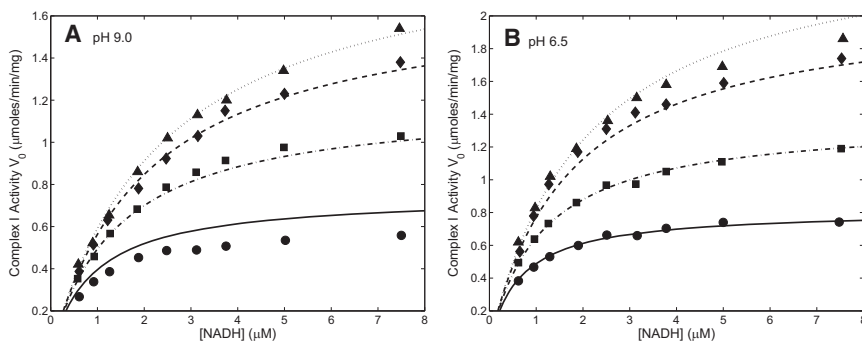 A pH 9.0
Complex I Activity V0 (μmoles/min/mg)
1.6
1.4
1.2
1
0.8
0.6
0.4
0.2
0 1 2 3 4 5 6 7 8
[NADH] (μM)
B pH 6.5
Complex I Activity V0 (μmoles/min/mg)
2
1.8
1.6
1.4
1.2
1
0.8
0.6
0.4
0.2
0 1 2 3 4 5 6 7 8
[NADH] (μM)